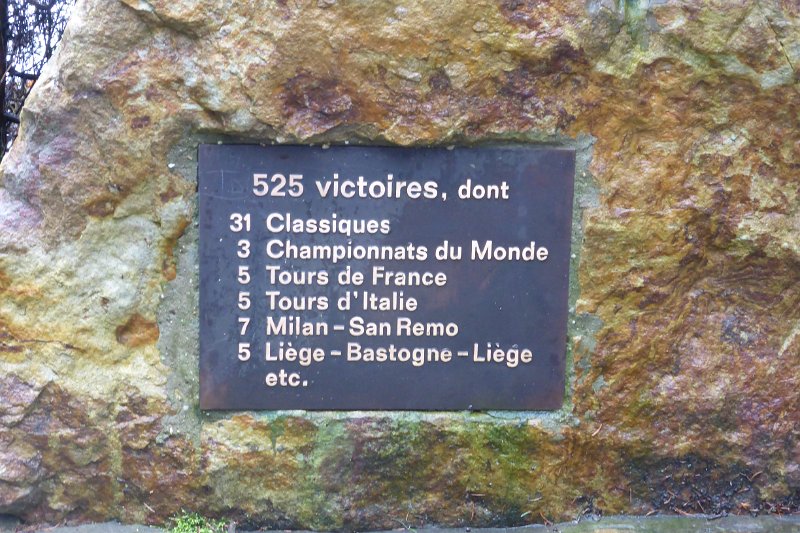 525 victoires, dont
31 Classiques
3 Championnats du Monde
5 Tours de France
5 Tours d'Italie
7 Milan – San Remo
5 Liège – Bastogne – Liège
etc.